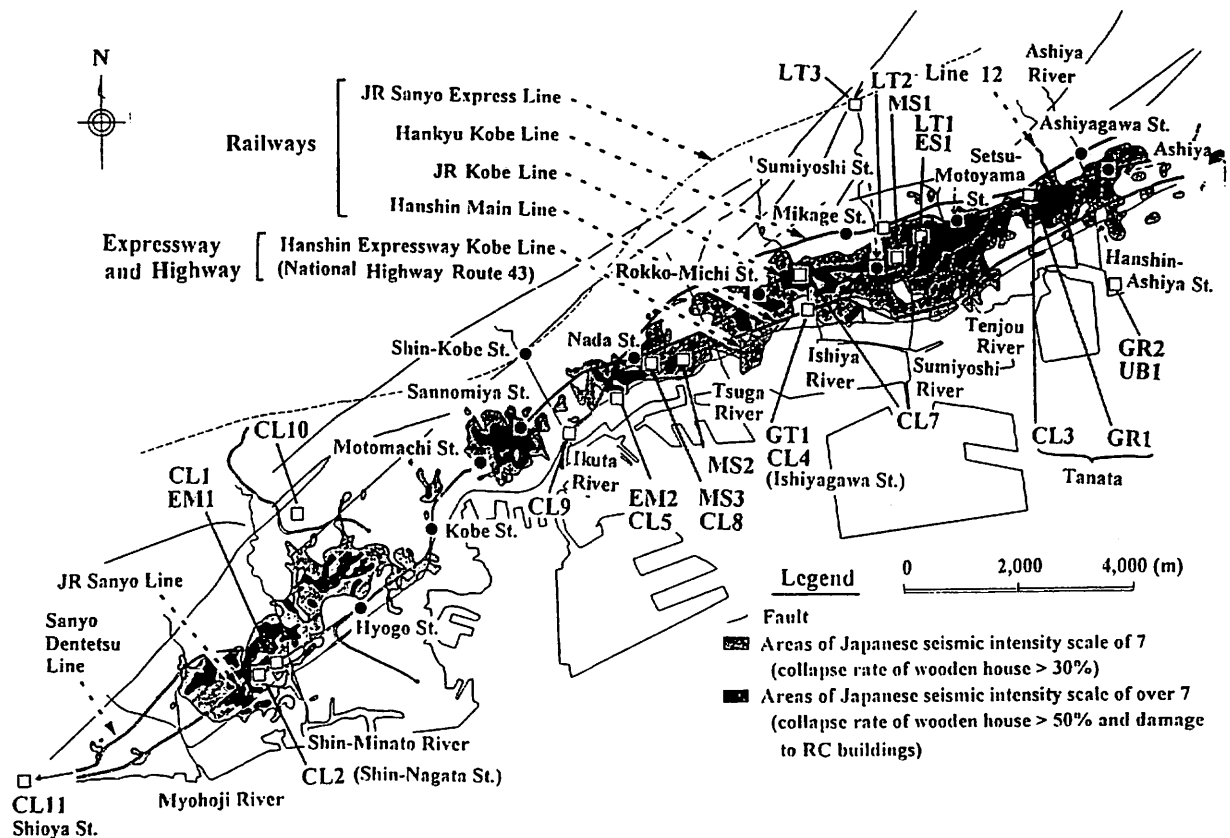 N
Railways
JR Sanyo Express Line
Hankyu Kobe Line
JR Kobe Line
Hanshin Main Line
Expressway
and Highway
Hanshin Expressway Kobe Line
(National Highway Route 43)
LT3
LT2
MS1
Line 12
LT1
ES1
Ashiya
River
Ashiyagawa St.
Ashiya
Setsu-
Motoyama
St.
Sumiyoshi St.
Mikage St.
Rokko-Michi St.
Hanshin-
Ashiya St.
GR2
UB1
Tenjou
River
Sumiyoshi
River
Ishiya
River
Tsuga
River
Shin-Kobe St.
Nada St.
Sannomiya St.
Motomachi St.
Ikuta
River
Kobe St.
CL10
CL1
EM1
CL9
EM2
CL5
MS2
MS3
CL8
GT1
CL4
(Ishiyagawa St.)
CL7
CL3
GR1
Tanata
JR Sanyo Line
Sanyo
Dentetsu
Line
Hyogo St.
Shin-Minato River
CL2 (Shin-Nagata St.)
Myohoji River
CL11
Shioya St.
Legend
0 2,000 4,000 (m)
Fault
Areas of Japanese seismic intensity scale of 7
(collapse rate of wooden house > 30%)
Areas of Japanese seismic intensity scale of over 7
(collapse rate of wooden house > 50% and damage
to RC buildings)